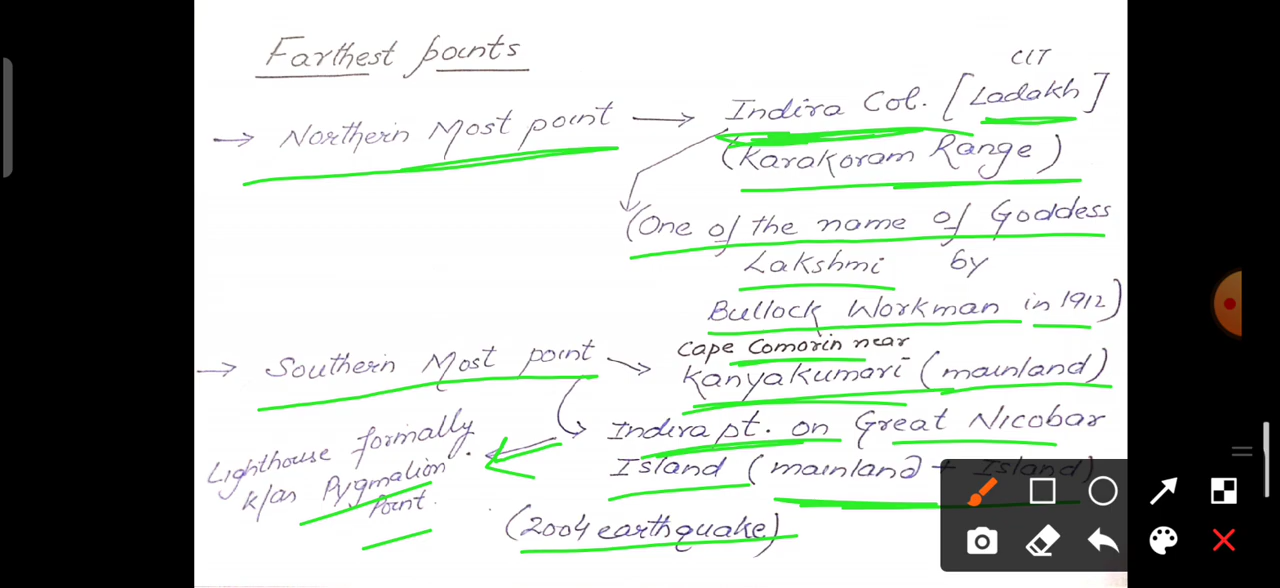 Farthest points
CIT
→ Northern Most point → Indira Col. [Ladakh]
(Karakoram Range)
(One of the name of Goddess
Lakshmi by
Bullock Workman in 1912)
Cape Comorin near
→ Southern Most point → Kanyakumari (mainland)
Indira pt. on Great Nicobar
Island (mainland + Island)
Lighthouse formally
k/as Pygmalion
Point.
(2004 earthquake)